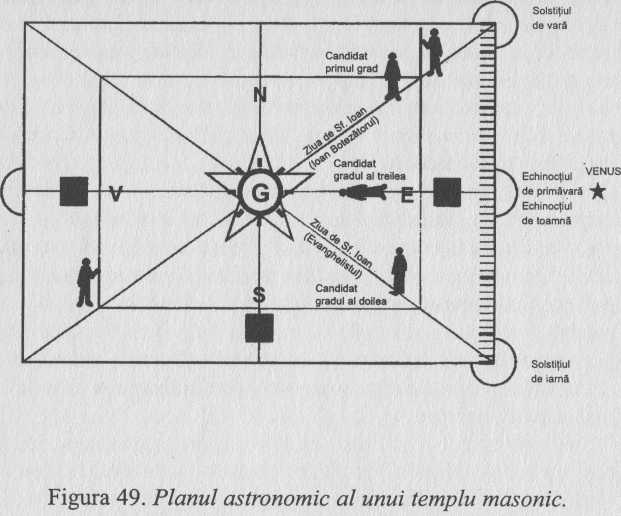 Solstițiul
de vară
Candidat
primul grad
N
Ziua de Sf. Ioan
(Ioan Botezătorul)
Candidat
gradul al treilea
V
G
E
Echinocțiul
de primăvară
Echinocțiul
de toamnă
VENUS
Ziua de Sf. Ioan
(Evanghelistul)
Candidat
gradul al doilea
S
Solstițiul
de iarnă
Figura 49. Planul astronomic al unui templu masonic.